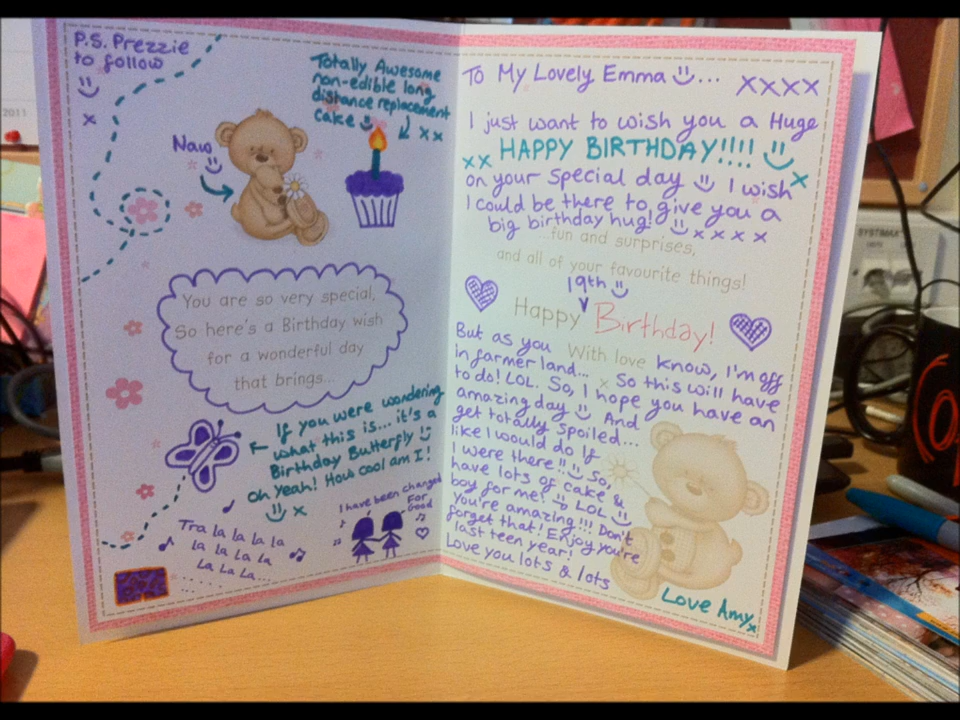 P.S. Prezzie
to follow
x
Totally Awesome
non-edible long
distance replacement
cake
x x
Naw
You are so very special,
So here's a Birthday wish
for a wonderful day
that brings...
If you were wondering
what this is... it's a
Birthday Butterfly
Oh yeah! How cool am I!
x
I have been changed
For
Good
Tra la la la la
la la la la
la la la...
To My Lovely Emma ... xxxx
I just want to wish you a Huge
xx HAPPY BIRTHDAY!!!!
x
on your special day I wish
I could be there to give you a
big birthday hug! xxxx
...fun and surprises,
and all of your favourite things!
19th
Happy Birthday!
But as you With love know, I'm off
in farmer land... x So this will have
to do! LOL. So, I hope you have an
amazing day And
get totally spoiled...
like I would do If
I were there!! So,
have lots of cake &
boy for me! LOL
You're amazing!!! Don't
forget that! Enjoy you're
last teen year!
Love you lots & lots
Love Amy x
2011
SYSTIMAX